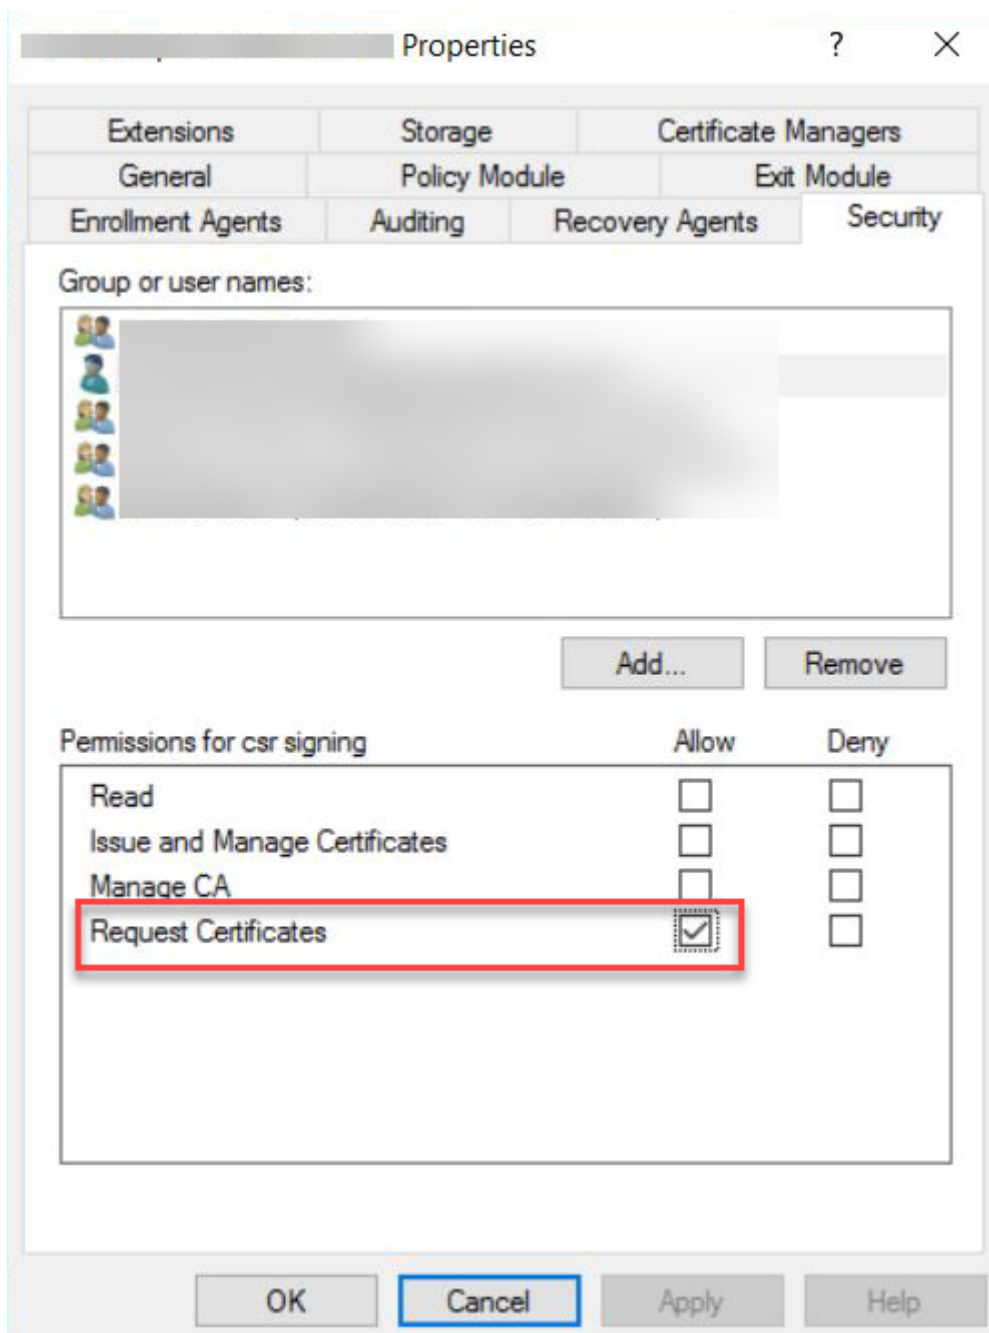 Properties ?
Extensions Storage Certificate Managers
General Policy Module Exit Module
Enrollment Agents Auditing Recovery Agents Security
Group or user names:
Add... Remove
Permissions for csr signing Allow Deny
Read
Issue and Manage Certificates
Manage CA
Request Certificates
OK Cancel Apply Help